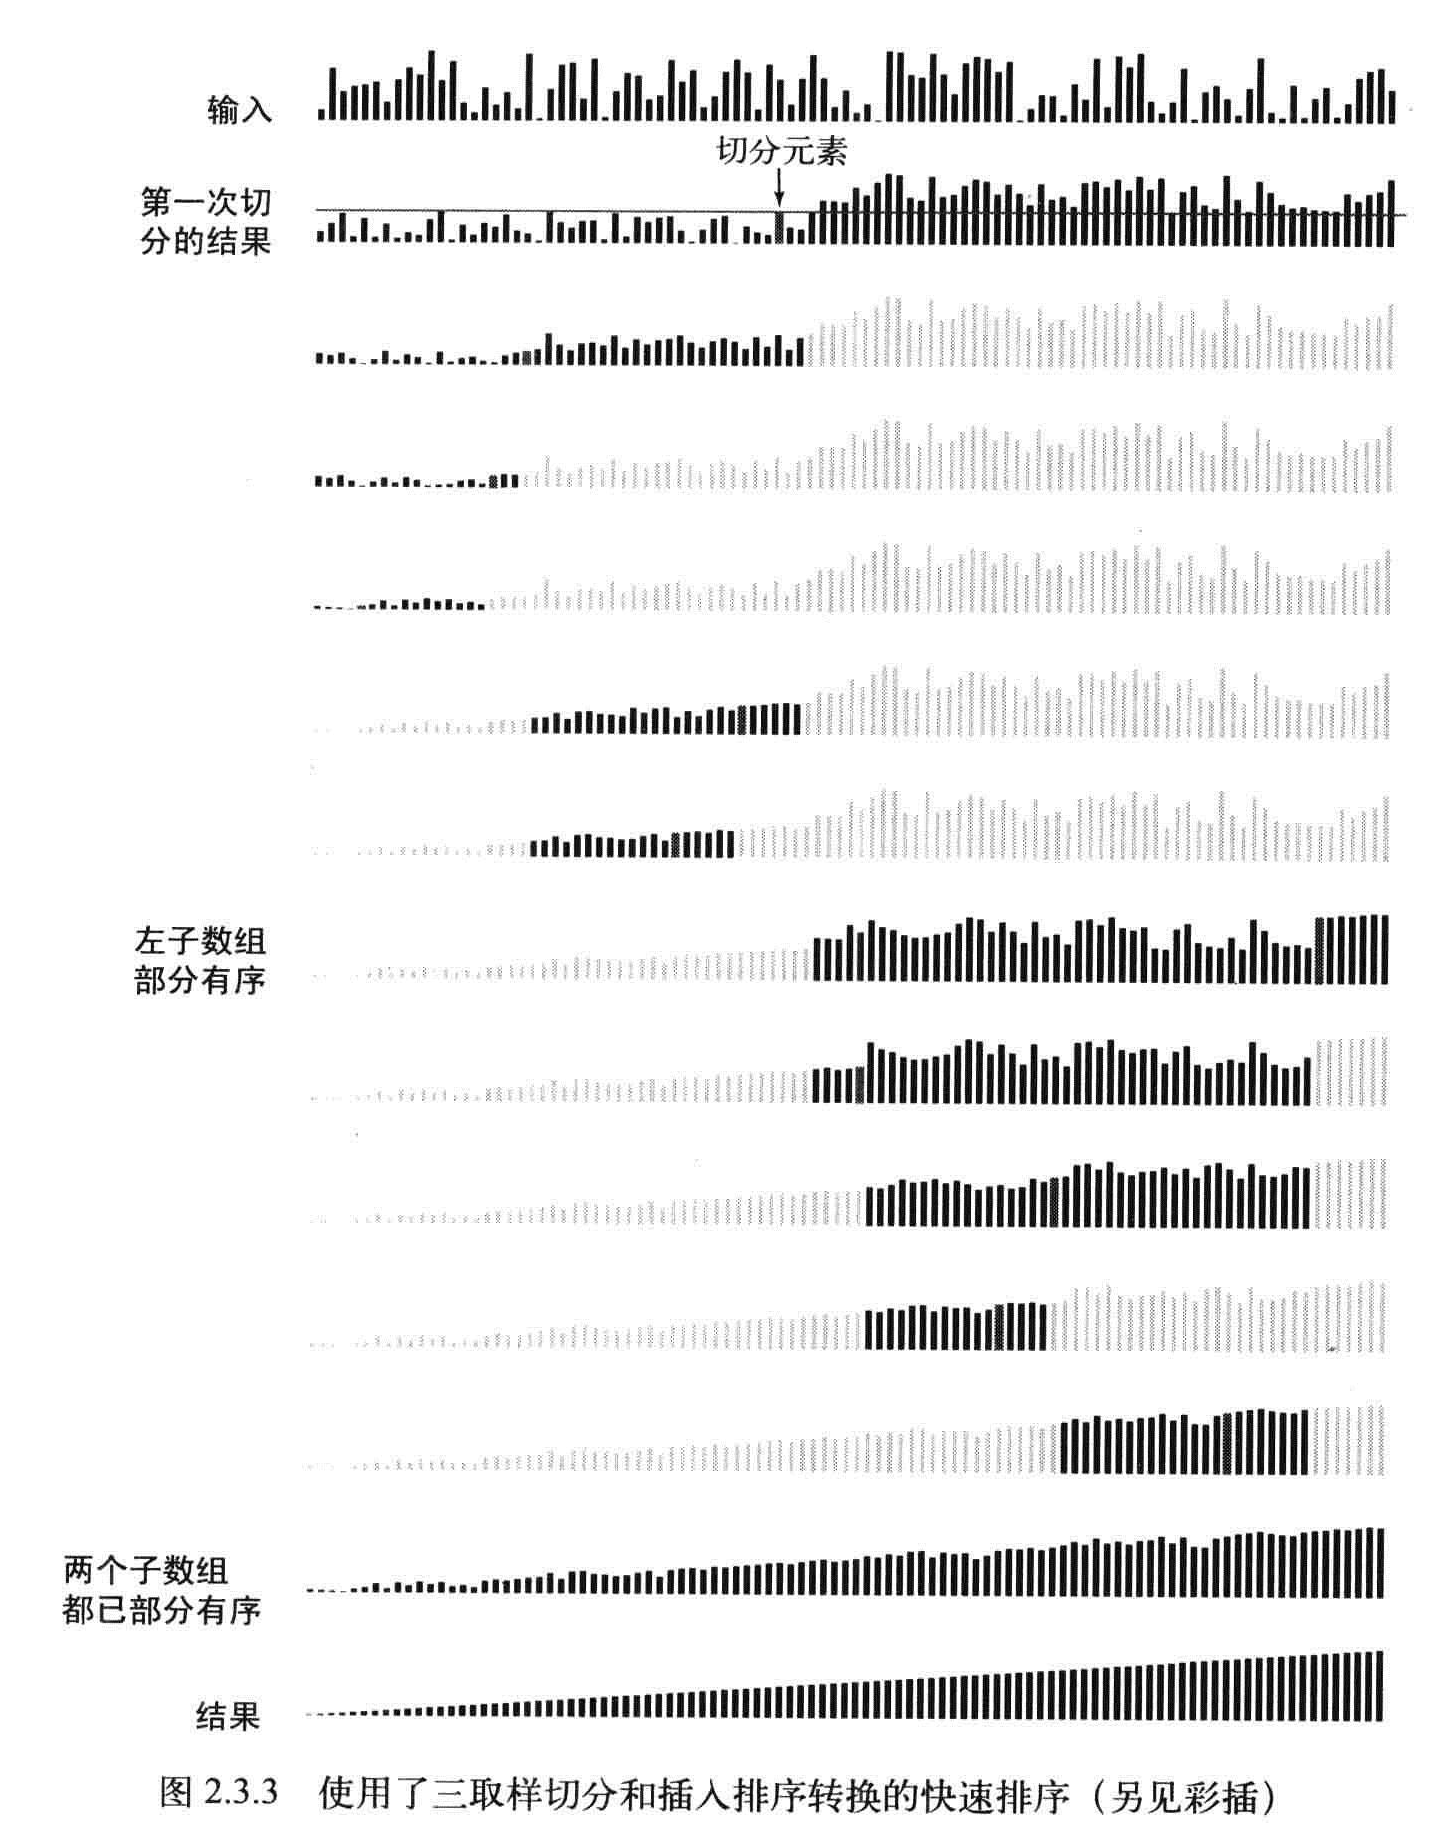 输入
切分元素
第一次切
分的结果
左子数组
部分有序
两个子数组
都已部分有序
结果
图 2.3.3 使用了三取样切分和插入排序转换的快速排序（另见彩插）